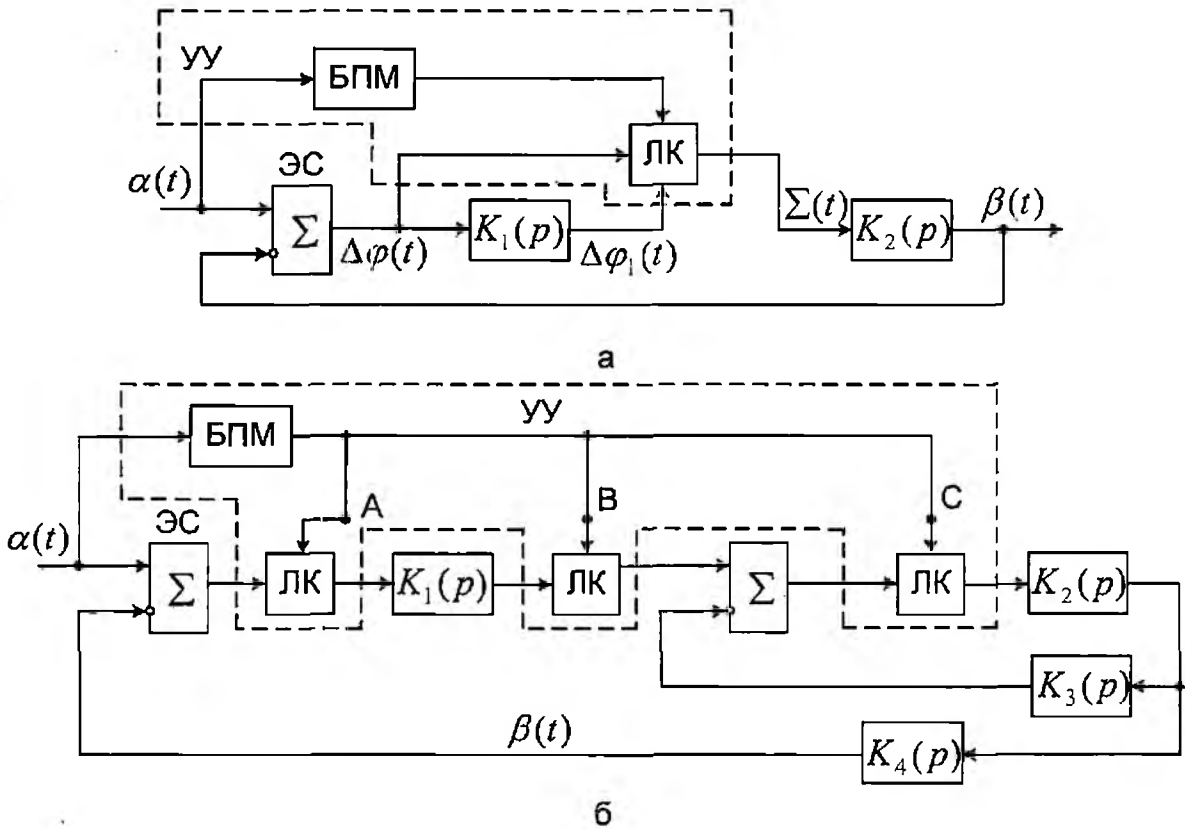 УУ
БПМ
ЛК
ЭС
α(t)
Σ
Δφ(t)
K₁(p)
Δφ₁(t)
Σ(t)
K₂(p)
β(t)
а
УУ
БПМ
A
B
C
ЭС
α(t)
Σ
ЛК
K₁(p)
ЛК
Σ
ЛК
K₂(p)
K₃(p)
β(t)
K₄(p)
б